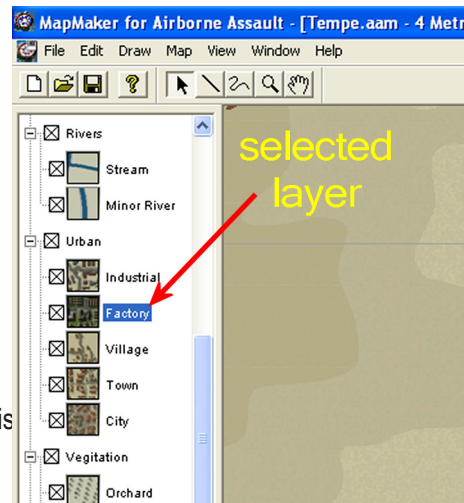 MapMaker for Airborne Assault - [Tempe.aam - 4 Metr
File Edit Draw Map View Window Help
selected
layer
Rivers
Stream
Minor River
Urban
Industrial
Factory
Village
Town
is
City
Vegitation
Orchard